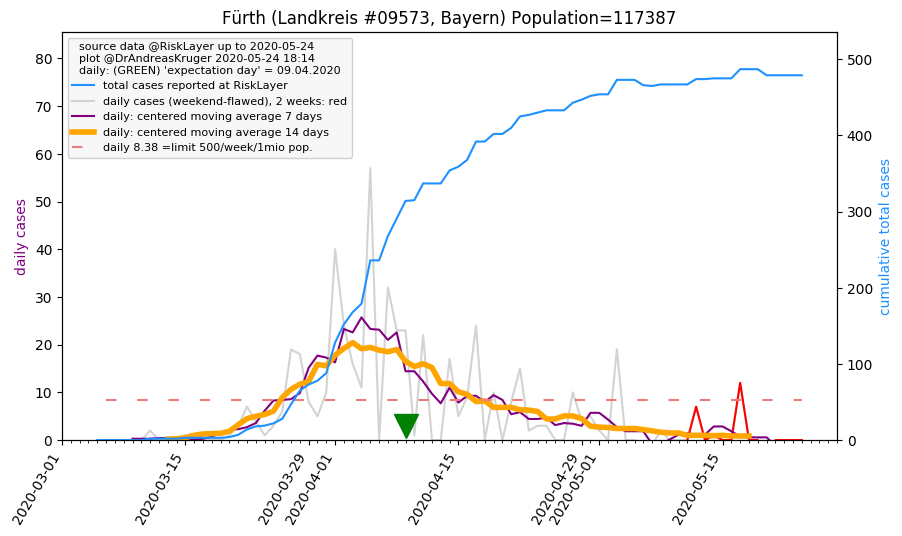 Fürth (Landkreis #09573, Bayern) Population=117387
source data @RiskLayer up to 2020-05-24
plot @DrAndreasKruger 2020-05-24 18:14
daily: (GREEN) 'expectation day' = 09.04.2020
total cases reported at RiskLayer
daily cases (weekend-flawed), 2 weeks: red
daily: centered moving average 7 days
daily: centered moving average 14 days
daily 8.38 =limit 500/week/1mio pop.
daily cases
80
70
60
50
40
30
20
10
0
cumulative total cases
500
400
300
200
100
0
2020-03-01
2020-03-15
2020-03-29
2020-04-01
2020-04-15
2020-04-29
2020-05-01
2020-05-15